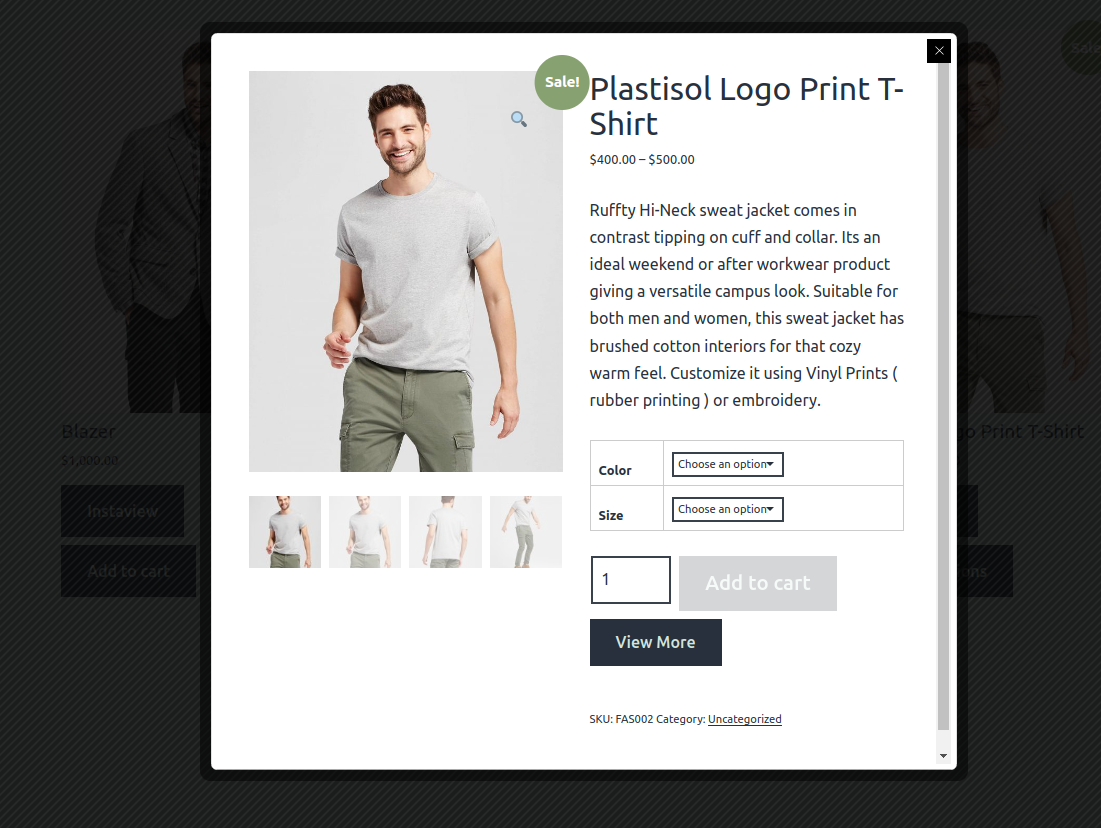 Sale!
Plastisol Logo Print T-
Shirt
$400.00 – $500.00
Ruffty Hi-Neck sweat jacket comes in
contrast tipping on cuff and collar. Its an
ideal weekend or after workwear product
giving a versatile campus look. Suitable for
both men and women, this sweat jacket has
brushed cotton interiors for that cozy
warm feel. Customize it using Vinyl Prints (
rubber printing ) or embroidery.
Color Choose an option
Size Choose an option
1 Add to cart
View More
SKU: FAS002 Category: Uncategorized
Blazer
$1,000.00
Instaview
Add to cart
Sale
go Print T-Shirt
ions